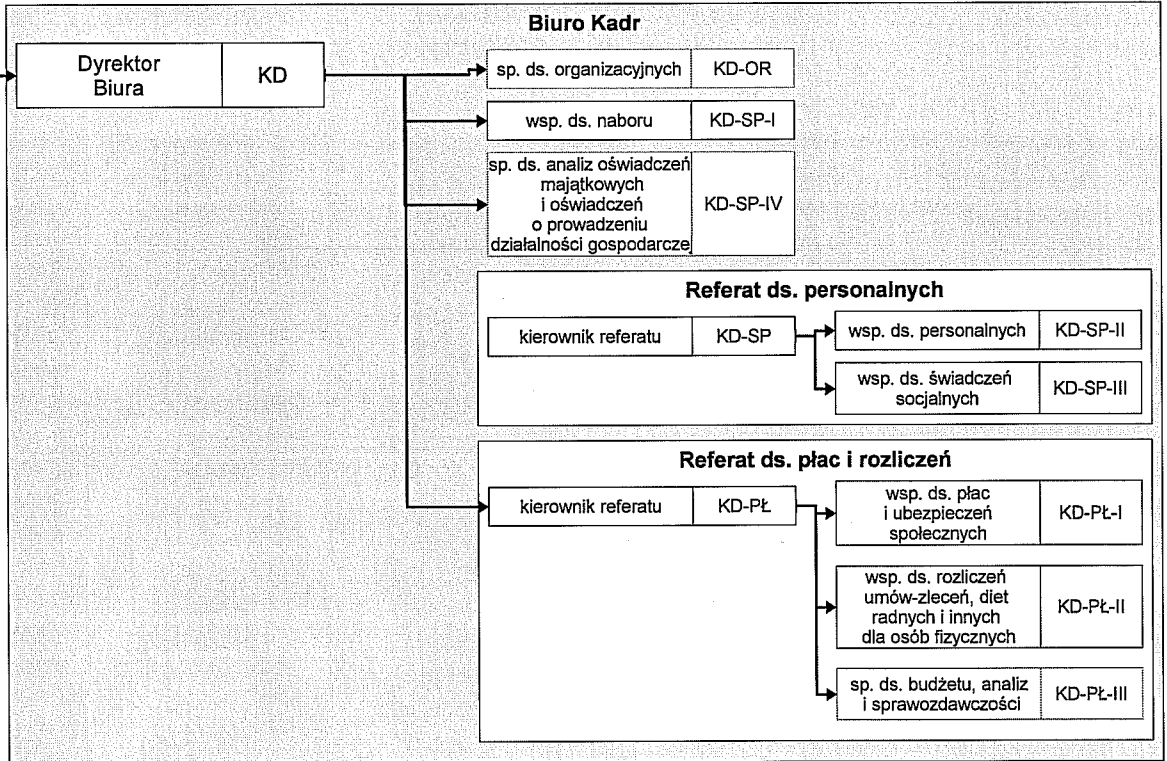 Biuro Kadr
Dyrektor
Biura
KD
sp. ds. organizacyjnych
KD-OR
wsp. ds. naboru
KD-SP-I
sp. ds. analiz oświadczeń
majątkowych
i oświadczeń
o prowadzeniu
działalności gospodarcze
KD-SP-IV
Referat ds. personalnych
kierownik referatu
KD-SP
wsp. ds. personalnych
KD-SP-II
wsp. ds. świadczeń
socjalnych
KD-SP-III
Referat ds. płac i rozliczeń
kierownik referatu
KD-PŁ
wsp. ds. płac
i ubezpieczeń
społecznych
KD-PŁ-I
wsp. ds. rozliczeń
umów-zleceń, diet
radnych i innych
dla osób fizycznych
KD-PŁ-II
sp. ds. budżetu, analiz
i sprawozdawczości
KD-PŁ-III